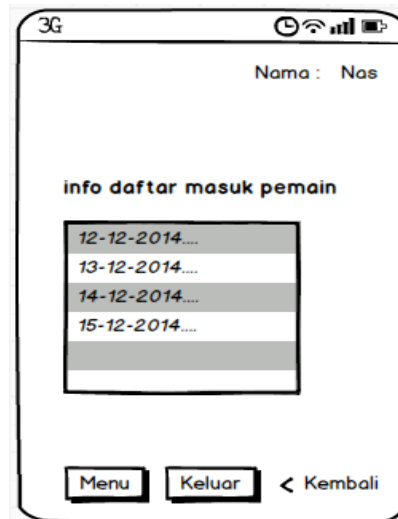 3G
Nama : Nas
info daftar masuk pemain
12-12-2014....
13-12-2014....
14-12-2014....
15-12-2014....
Menu Keluar < Kembali